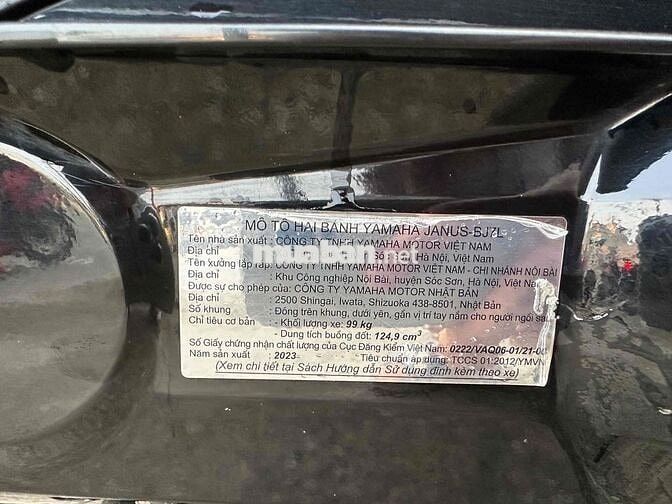 MÔ TÔ HAI BÁNH YAMAHA JANUS-BJ7L
Tên nhà sản xuất : CÔNG TY TNHH YAMAHA MOTOR VIỆT NAM
Địa chỉ : Sóc Sơn, Hà Nội, Việt Nam
Tên xưởng lắp ráp : CÔNG TY TNHH YAMAHA MOTOR VIỆT NAM - CHI NHÁNH NỘI BÀI
Địa chỉ : Khu Công nghiệp Nội Bài, huyện Sóc Sơn, Hà Nội, Việt Nam
Được sự cho phép của : CÔNG TY YAMAHA MOTOR NHẬT BẢN
Địa chỉ : 2500 Shingai, Iwata, Shizuoka 438-8501, Nhật Bản
Số khung : Đóng trên khung, dưới yên, gần vị trí tay nắm cho người ngồi sau
Chỉ tiêu cơ bản : - Khối lượng xe: 99 kg
- Dung tích buồng đốt: 124,9 cm³
Số Giấy chứng nhận chất lượng của Cục Đăng Kiểm Việt Nam: 0222/VAQ06-01/21-00
Năm sản xuất : 2023 Tiêu chuẩn áp dụng: TCCS 01:2012/YMVN
(Xem chi tiết tại Sách Hướng dẫn Sử dụng đính kèm theo xe)
muaban.net